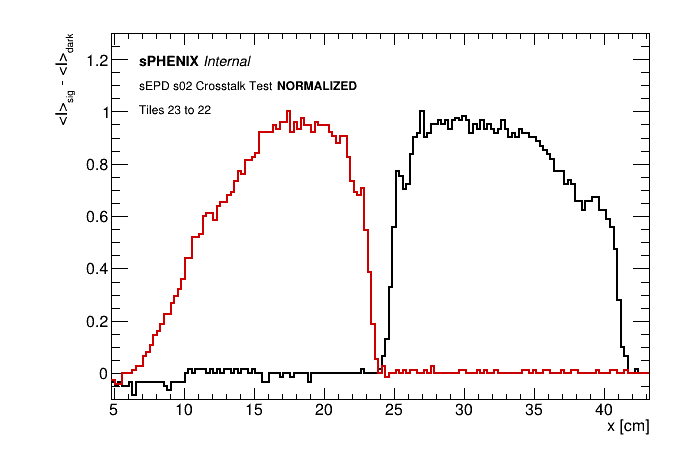 <I>sig - <I>dark
1.2
1
0.8
0.6
0.4
0.2
0
sPHENIX Internal
sEPD s02 Crosstalk Test NORMALIZED
Tiles 23 to 22
5 10 15 20 25 30 35 40
x [cm]